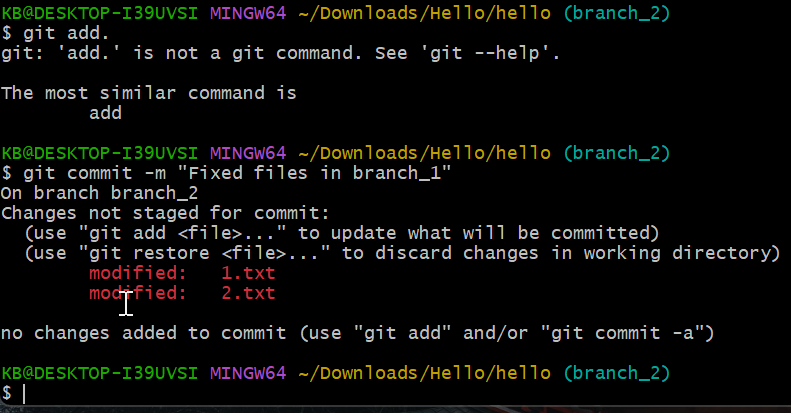 KB@DESKTOP-I39UVSI MINGW64 ~/Downloads/Hello/hello (branch_2)
$ git add.
git: 'add.' is not a git command. See 'git --help'.

The most similar command is
        add

KB@DESKTOP-I39UVSI MINGW64 ~/Downloads/Hello/hello (branch_2)
$ git commit -m "Fixed files in branch_1"
On branch branch_2
Changes not staged for commit:
  (use "git add <file>..." to update what will be committed)
  (use "git restore <file>..." to discard changes in working directory)
        modified:   1.txt
        modified:   2.txt

no changes added to commit (use "git add" and/or "git commit -a")

KB@DESKTOP-I39UVSI MINGW64 ~/Downloads/Hello/hello (branch_2)
$